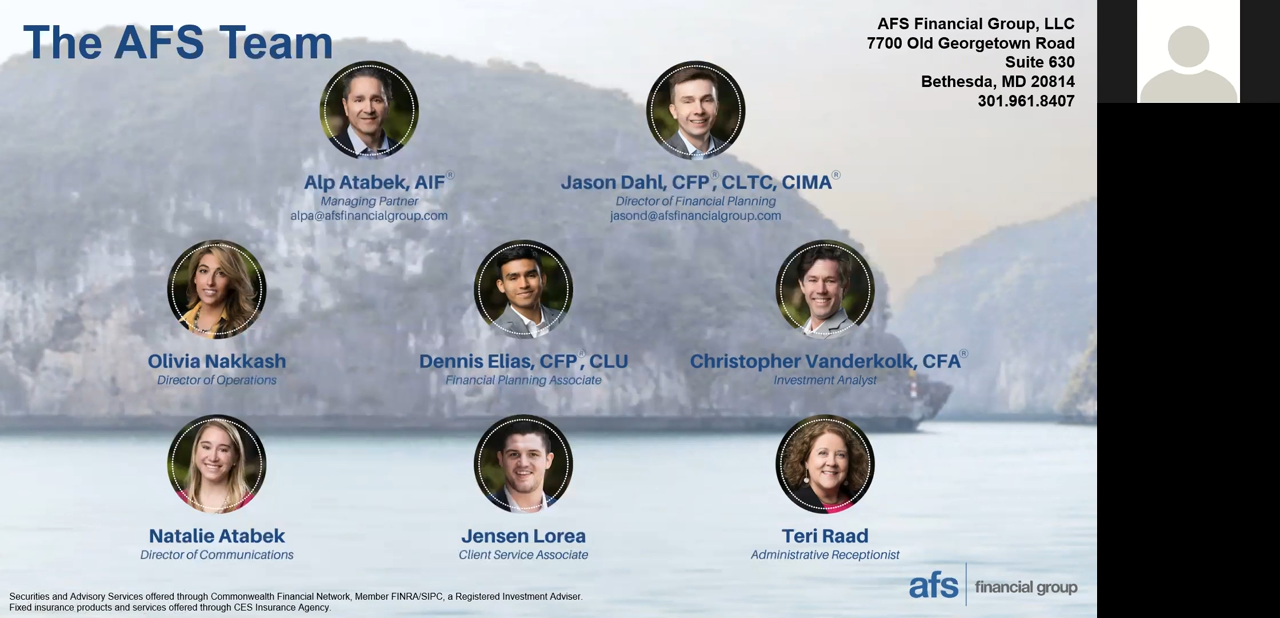 The AFS Team
AFS Financial Group, LLC
7700 Old Georgetown Road
Suite 630
Bethesda, MD 20814
301.961.8407
Alp Atabek, AIF®
Managing Partner
alpa@afsfinancialgroup.com
Jason Dahl, CFP®, CLTC, CIMA®
Director of Financial Planning
jasond@afsfinancialgroup.com
Olivia Nakkash
Director of Operations
Dennis Elias, CFP®, CLU
Financial Planning Associate
Christopher Vanderkolk, CFA®
Investment Analyst
Natalie Atabek
Director of Communications
Jensen Lorea
Client Service Associate
Teri Raad
Administrative Receptionist
Securities and Advisory Services offered through Commonwealth Financial Network, Member FINRA/SIPC, a Registered Investment Adviser.
Fixed insurance products and services offered through CES Insurance Agency.
afs financial group